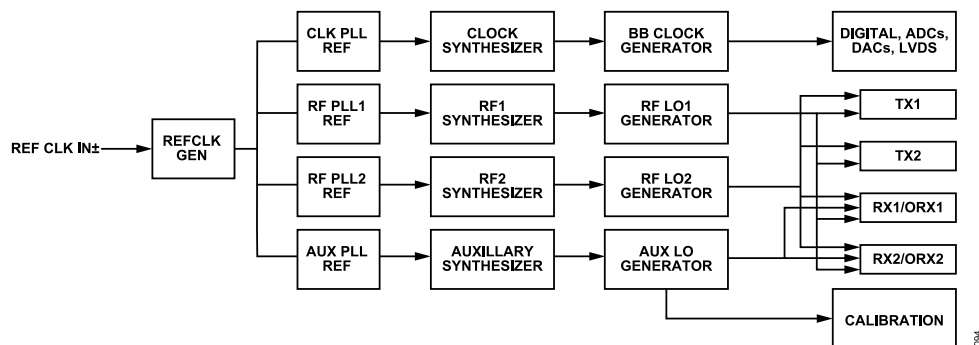 CLK PLL
REF
CLOCK
SYNTHESIZER
BB CLOCK
GENERATOR
DIGITAL, ADCs,
DACs, LVDS
RF PLL1
REF
RF1
SYNTHESIZER
RF LO1
GENERATOR
TX1
REF CLK IN±
REFCLK
GEN
TX2
RF PLL2
REF
RF2
SYNTHESIZER
RF LO2
GENERATOR
RX1/ORX1
AUX PLL
REF
AUXILLARY
SYNTHESIZER
AUX LO
GENERATOR
RX2/ORX2
CALIBRATION